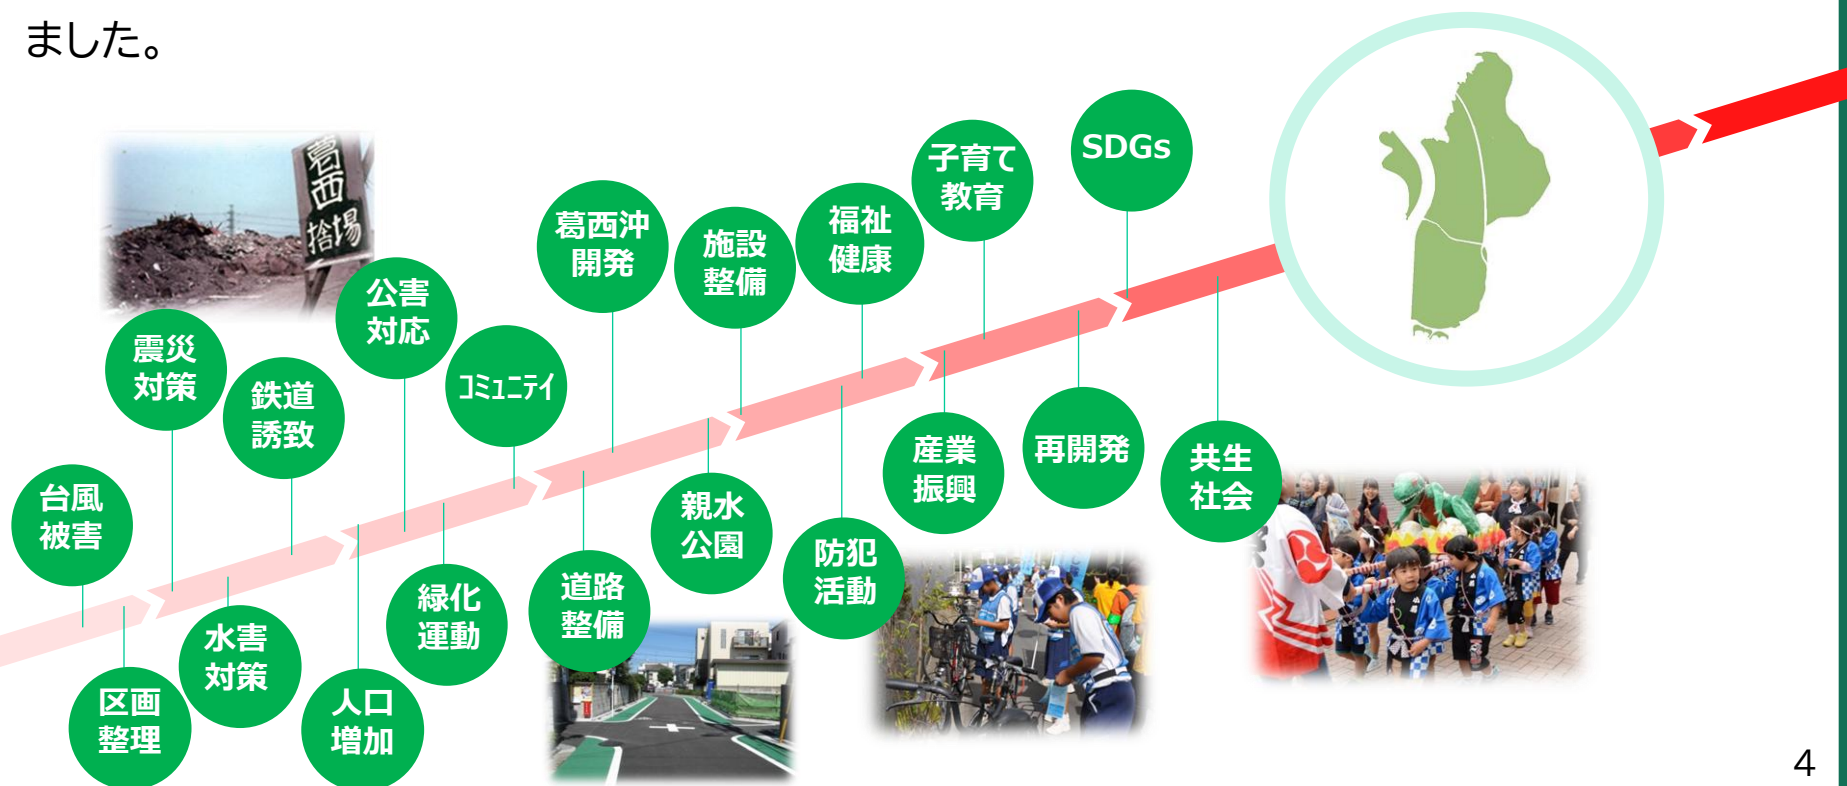 ました。
葛西
捨場
台風
被害
区画
整理
震災
対策
水害
対策
鉄道
誘致
人口
増加
公害
対応
緑化
運動
コミュニテイ
道路
整備
葛西沖
開発
親水
公園
施設
整備
防犯
活動
福祉
健康
産業
振興
子育て
教育
再開発
SDGs
共生
社会
4